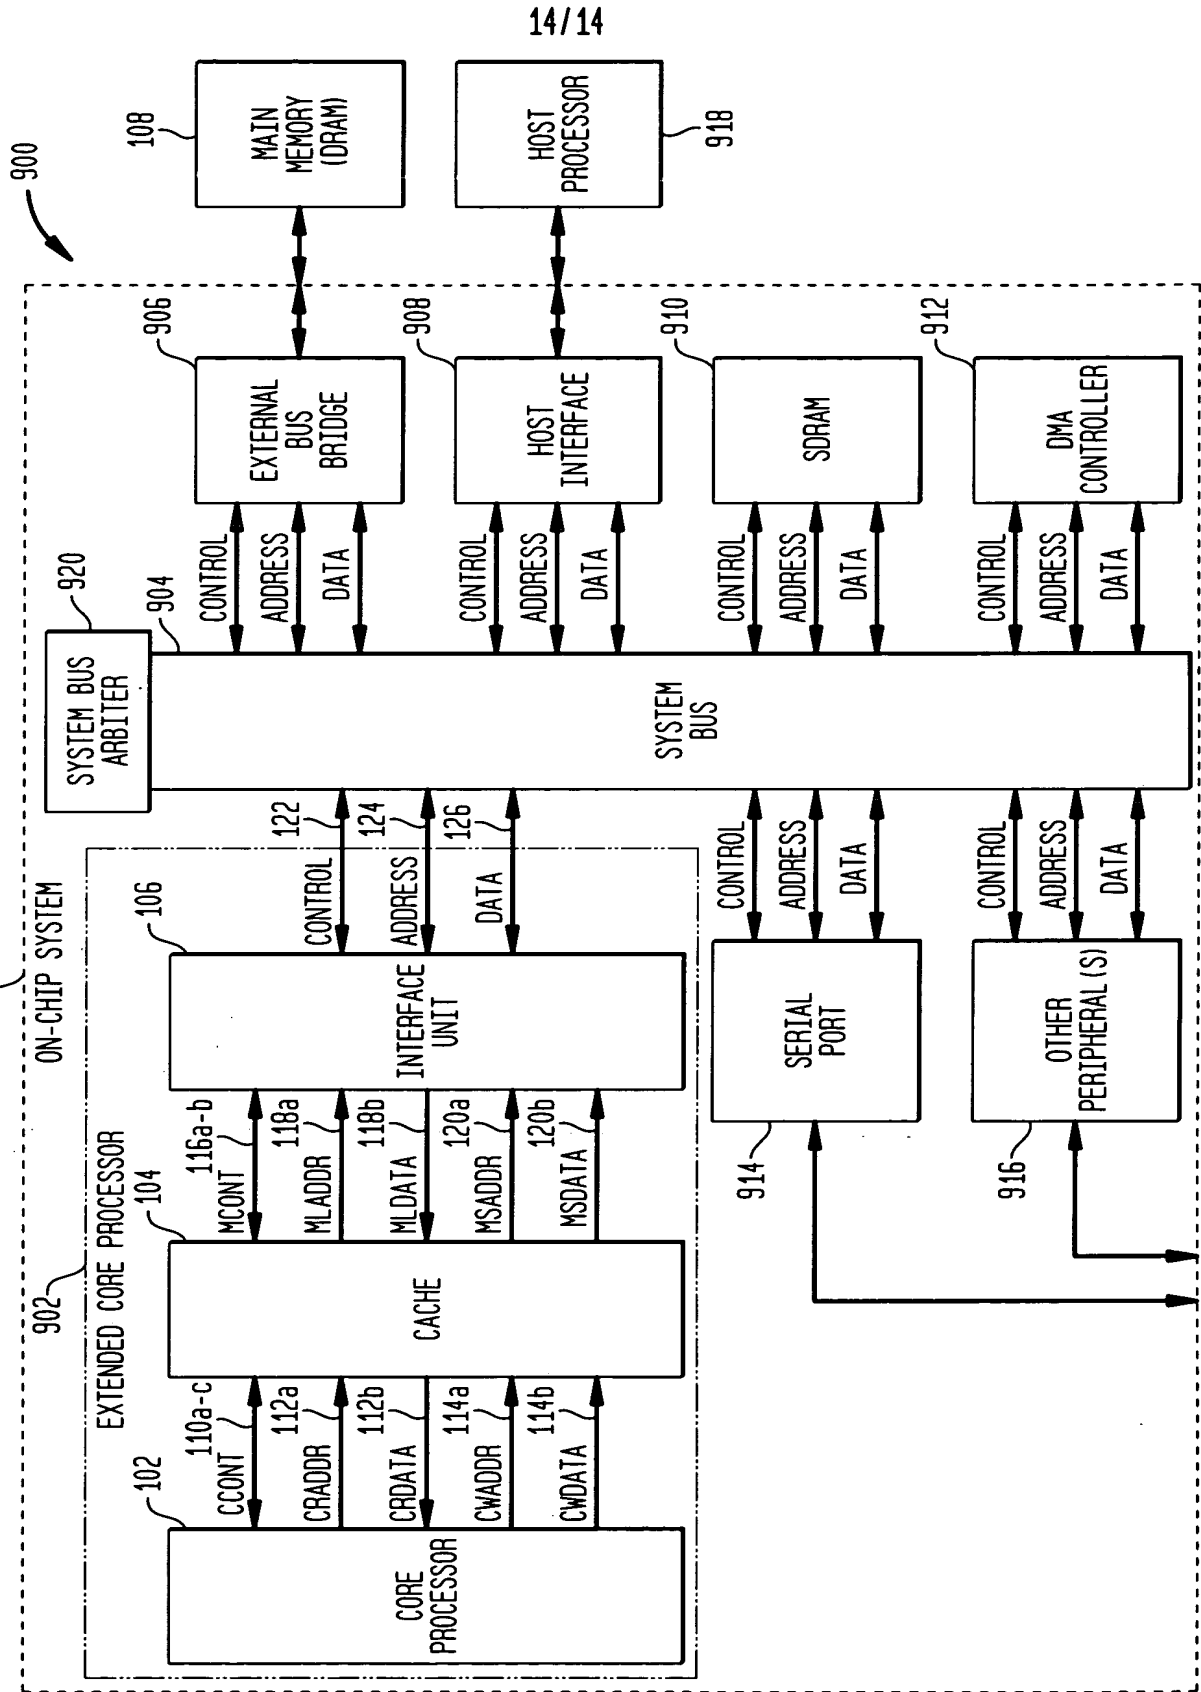 14/14
900
ON-CHIP SYSTEM
902
EXTENDED CORE PROCESSOR
102
CORE
PROCESSOR
110a-c
CCONT
112a
CRADDR
112b
CRDATA
114a
CWADDR
114b
CWDATA
104
CACHE
116a-b
MCONT
118a
MLADDR
118b
MLDATA
120a
MSADDR
120b
MSDATA
106
INTERFACE
UNIT
122
CONTROL
124
ADDRESS
126
DATA
920
SYSTEM BUS
ARBITER
904
SYSTEM
BUS
CONTROL
ADDRESS
DATA
906
EXTERNAL
BUS
BRIDGE
108
MAIN
MEMORY
(DRAM)
CONTROL
ADDRESS
DATA
908
HOST
INTERFACE
HOST
PROCESSOR
918
CONTROL
ADDRESS
DATA
910
SDRAM
CONTROL
ADDRESS
DATA
912
DMA
CONTROLLER
914
SERIAL
PORT
CONTROL
ADDRESS
DATA
916
OTHER
PERIPHERAL(S)
CONTROL
ADDRESS
DATA